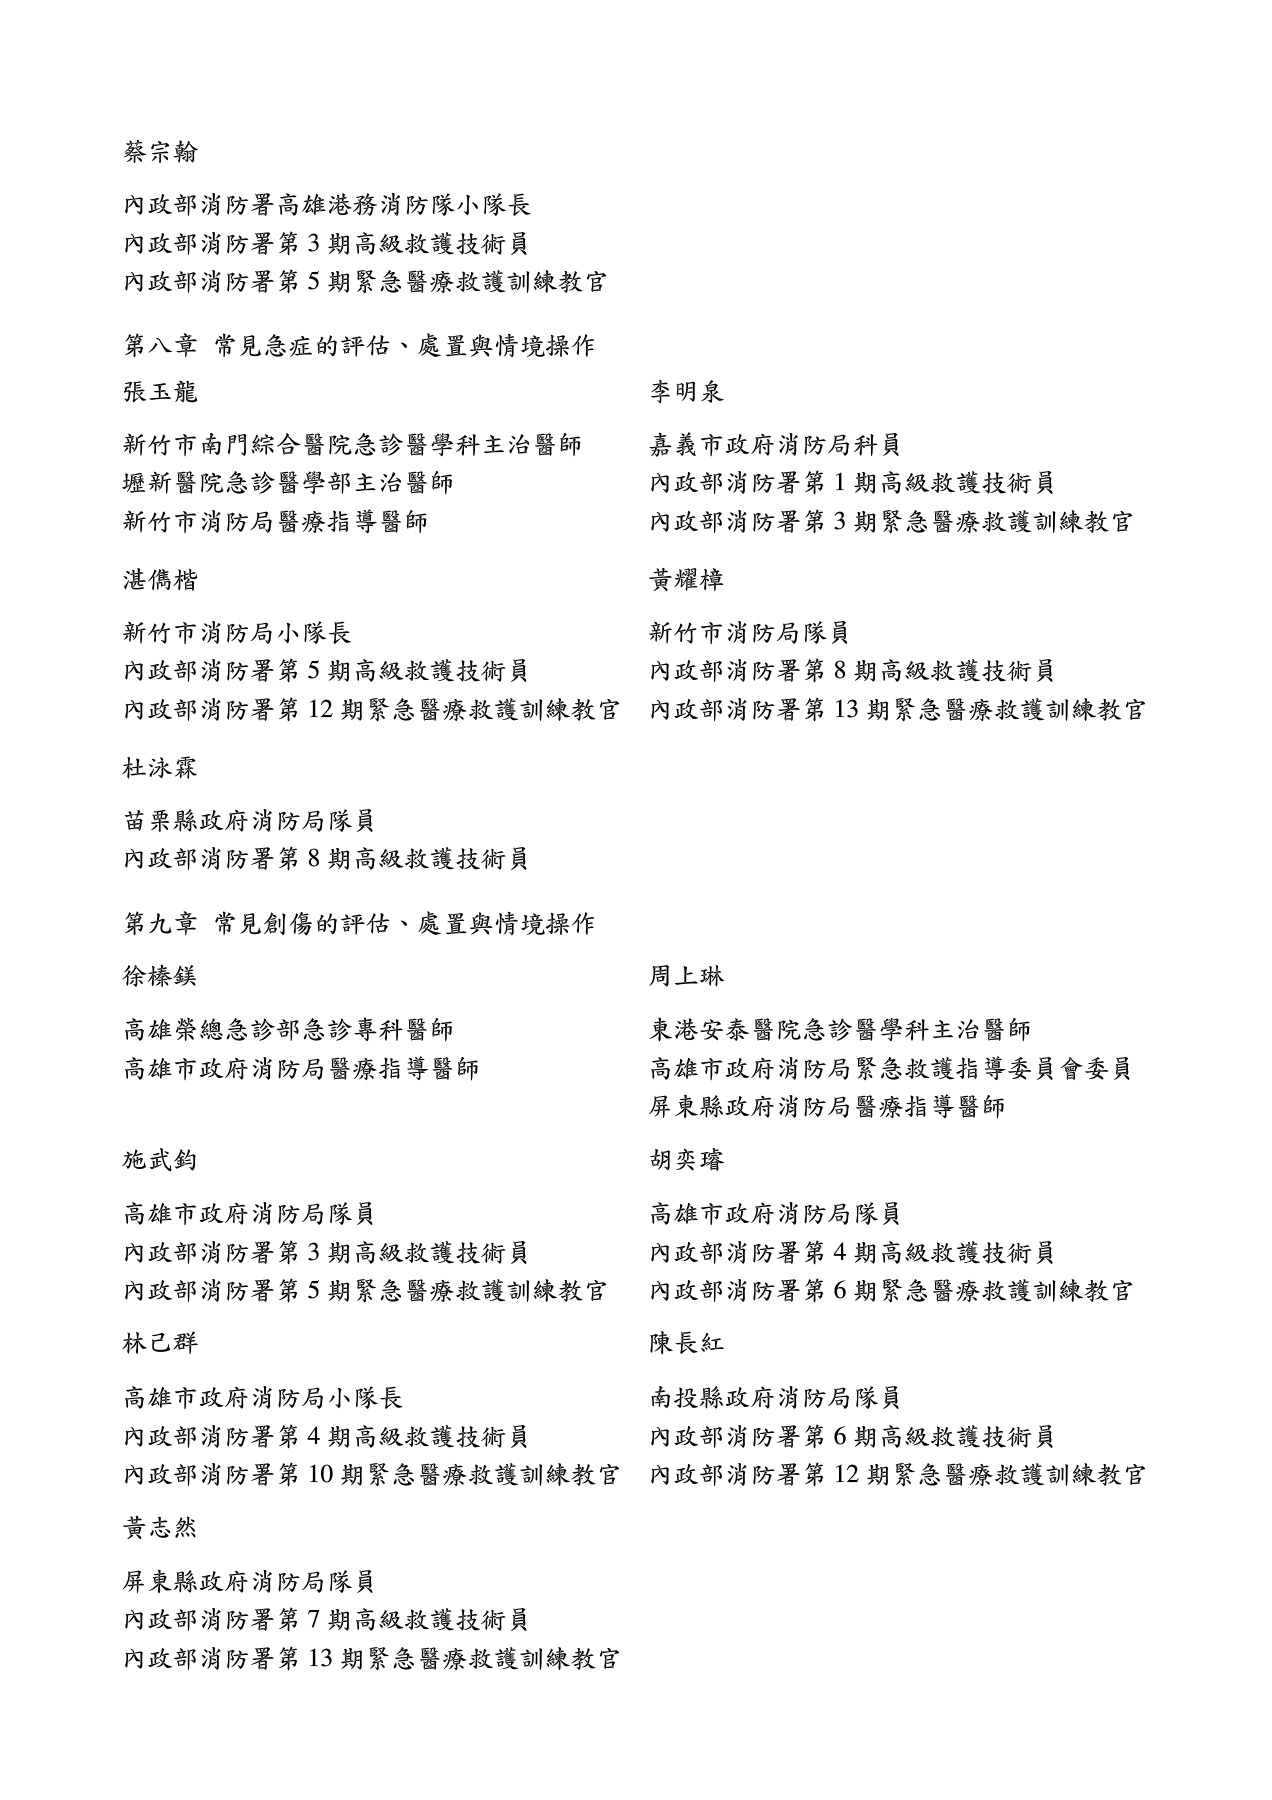 蔡宗翰
內政部消防署高雄港務消防隊小隊長
內政部消防署第 3 期高級救護技術員
內政部消防署第 5 期緊急醫療救護訓練教官
第八章 常見急症的評估、處置與情境操作
張玉龍
新竹市南門綜合醫院急診醫學科主治醫師
壢新醫院急診醫學部主治醫師
新竹市消防局醫療指導醫師
李明泉
嘉義市政府消防局科員
內政部消防署第 1 期高級救護技術員
內政部消防署第 3 期緊急醫療救護訓練教官
湛儁楷
新竹市消防局小隊長
內政部消防署第 5 期高級救護技術員
內政部消防署第 12 期緊急醫療救護訓練教官
黃耀樟
新竹市消防局隊員
內政部消防署第 8 期高級救護技術員
內政部消防署第 13 期緊急醫療救護訓練教官
杜泳霖
苗栗縣政府消防局隊員
內政部消防署第 8 期高級救護技術員
第九章 常見創傷的評估、處置與情境操作
徐榛鎂
高雄榮總急診部急診專科醫師
高雄市政府消防局醫療指導醫師
周上琳
東港安泰醫院急診醫學科主治醫師
高雄市政府消防局緊急救護指導委員會委員
屏東縣政府消防局醫療指導醫師
施武鈞
高雄市政府消防局隊員
內政部消防署第 3 期高級救護技術員
內政部消防署第 5 期緊急醫療救護訓練教官
胡奕璿
高雄市政府消防局隊員
內政部消防署第 4 期高級救護技術員
內政部消防署第 6 期緊急醫療救護訓練教官
林己群
高雄市政府消防局小隊長
內政部消防署第 4 期高級救護技術員
內政部消防署第 10 期緊急醫療救護訓練教官
陳長紅
南投縣政府消防局隊員
內政部消防署第 6 期高級救護技術員
內政部消防署第 12 期緊急醫療救護訓練教官
黃志然
屏東縣政府消防局隊員
內政部消防署第 7 期高級救護技術員
內政部消防署第 13 期緊急醫療救護訓練教官